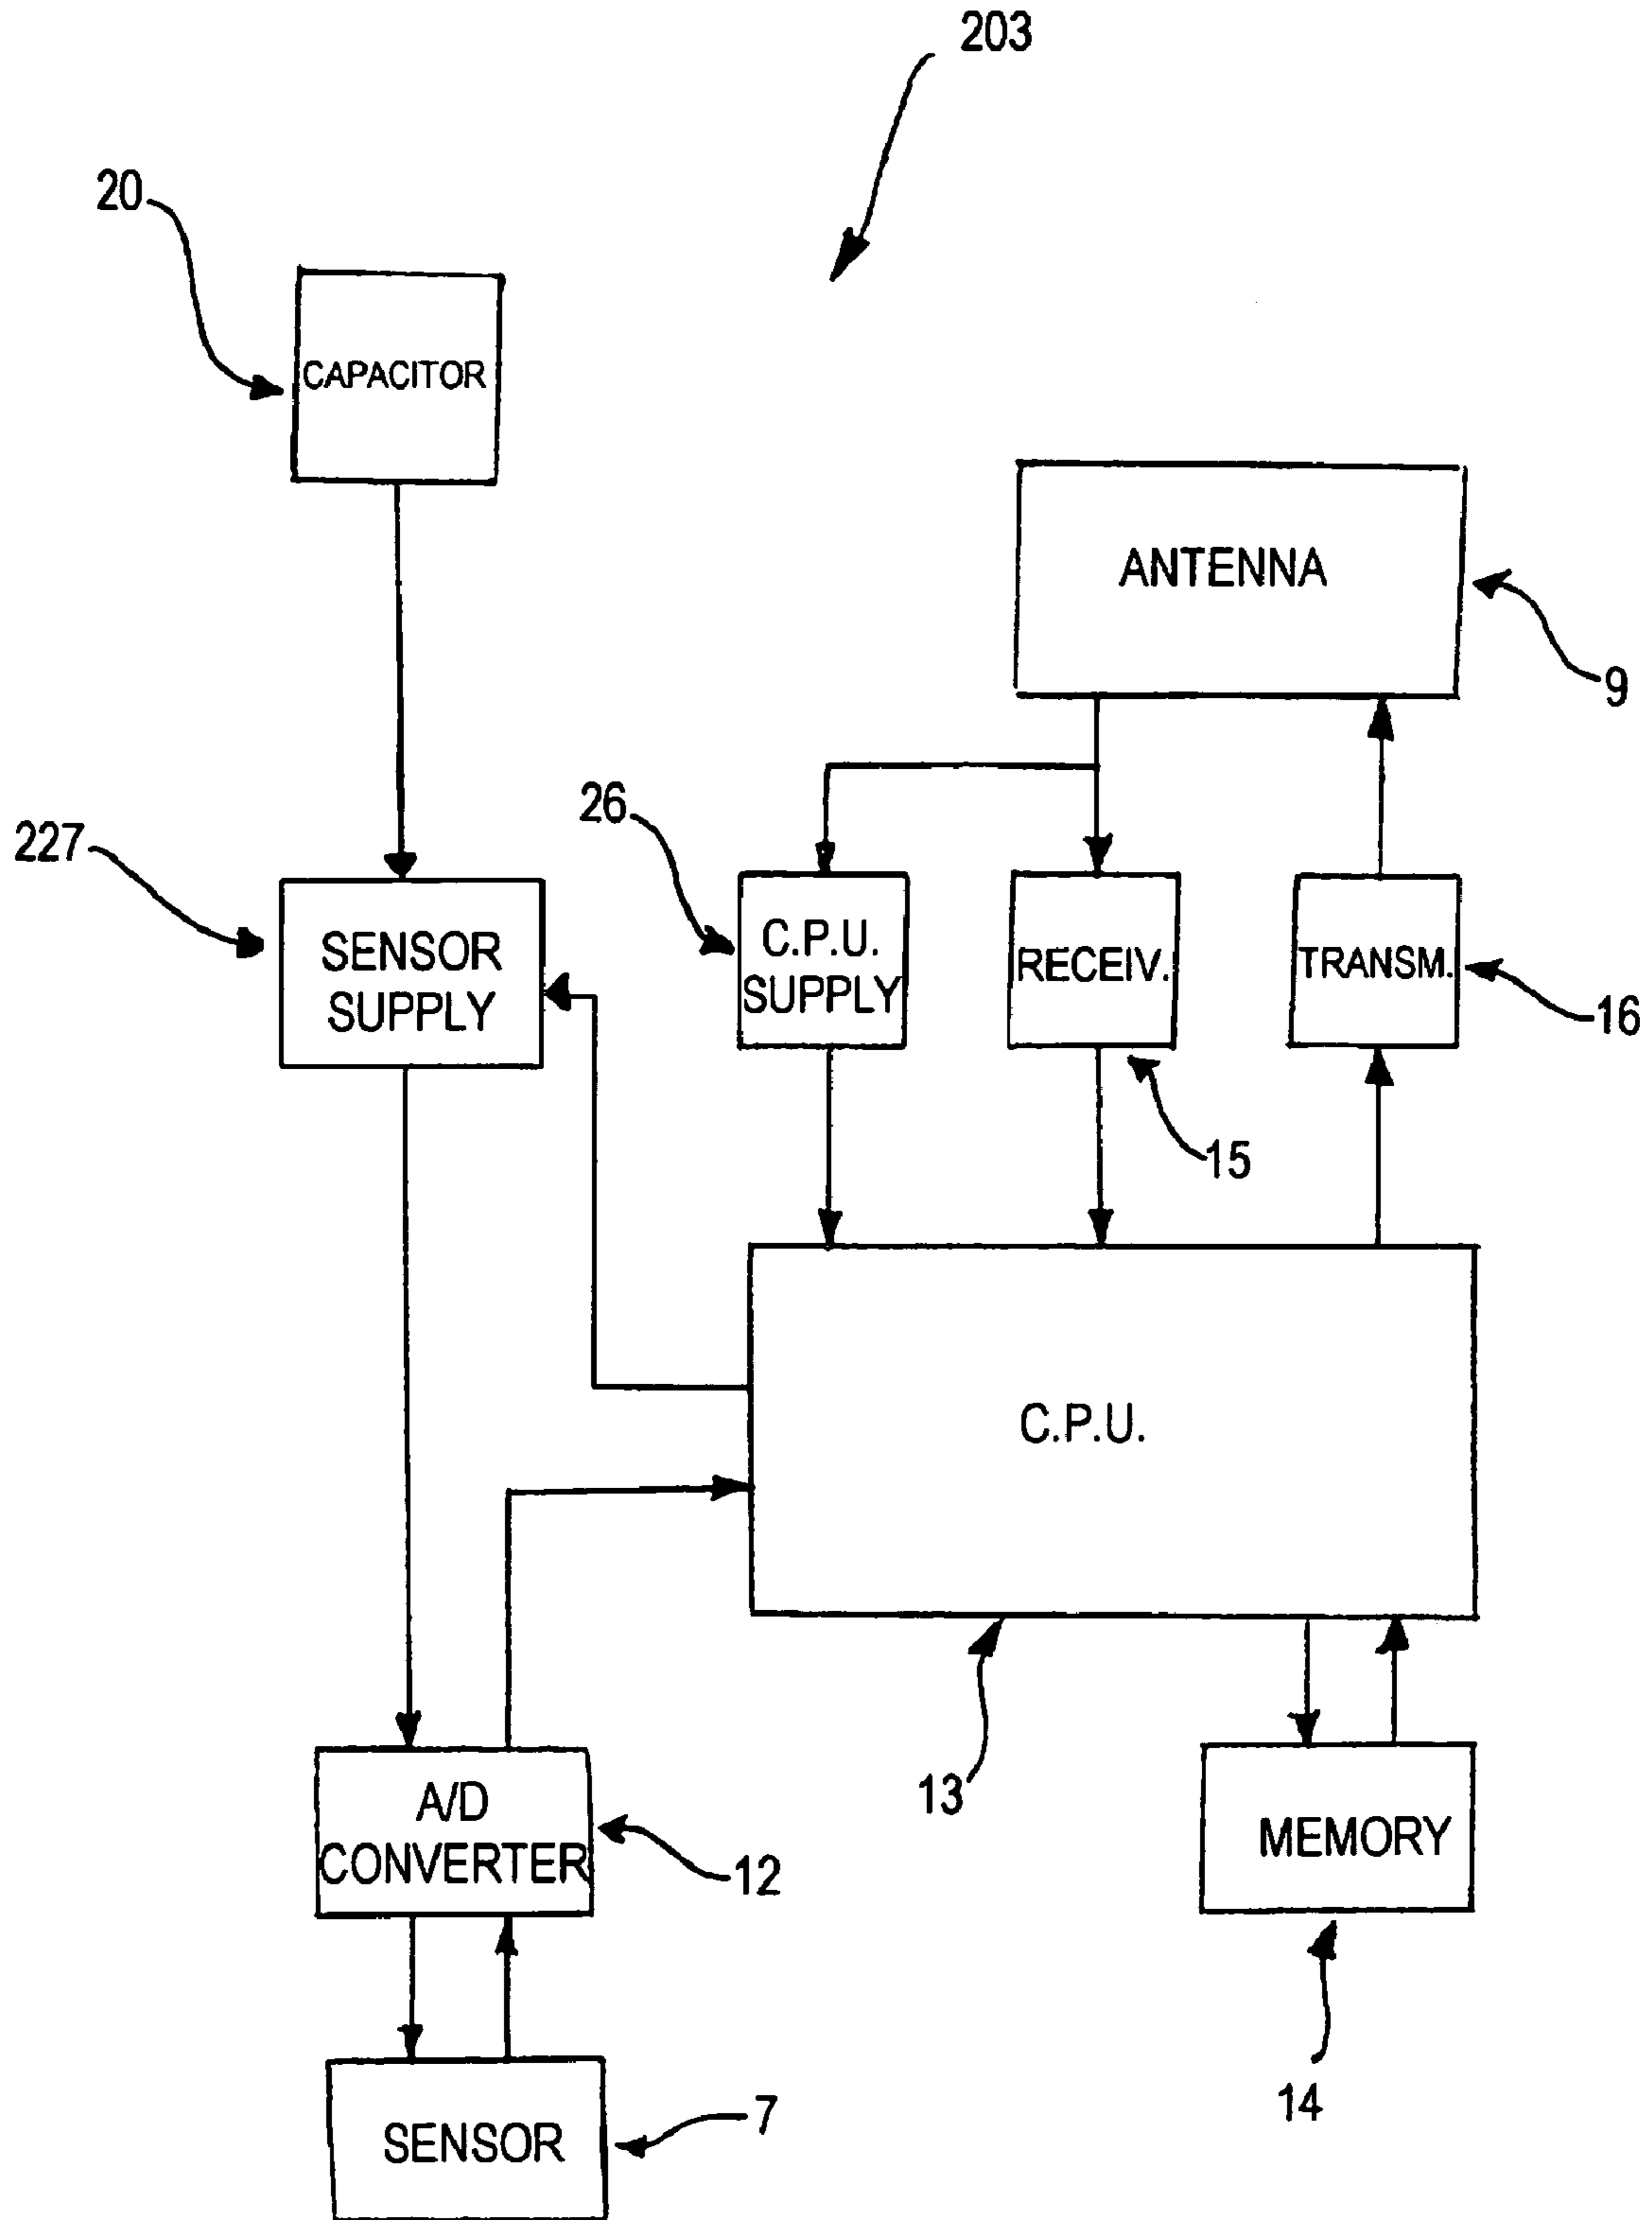 203
20
CAPACITOR
ANTENNA
9
26
227
SENSOR
SUPPLY
C.P.U.
SUPPLY
RECEIV.
TRANSM.
16
15
C.P.U.
13
A/D
CONVERTER
12
MEMORY
14
SENSOR
7